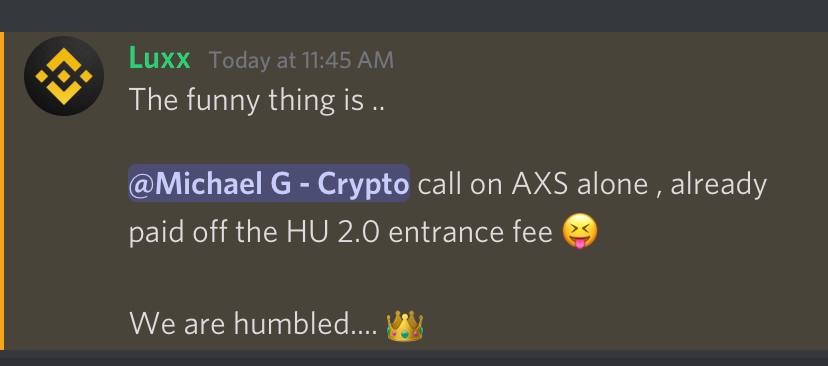 Luxx Today at 11:45 AM
The funny thing is ..
@Michael G - Crypto call on AXS alone , already
paid off the HU 2.0 entrance fee 😝
We are humbled.... 👑